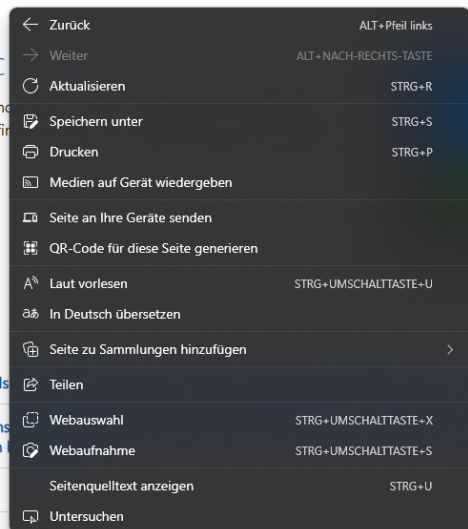 Zurück ALT+Pfeil links
Weiter ALT+NACH-RECHTS-TASTE
Aktualisieren STRG+R
Speichern unter STRG+S
Drucken STRG+P
Medien auf Gerät wiedergeben
Seite an Ihre Geräte senden
QR-Code für diese Seite generieren
Laut vorlesen STRG+UMSCHALTTASTE+U
In Deutsch übersetzen
Seite zu Sammlungen hinzufügen
Teilen
Webauswahl STRG+UMSCHALTTASTE+X
Webaufnahme STRG+UMSCHALTTASTE+S
Seitenquelltext anzeigen STRG+U
Untersuchen